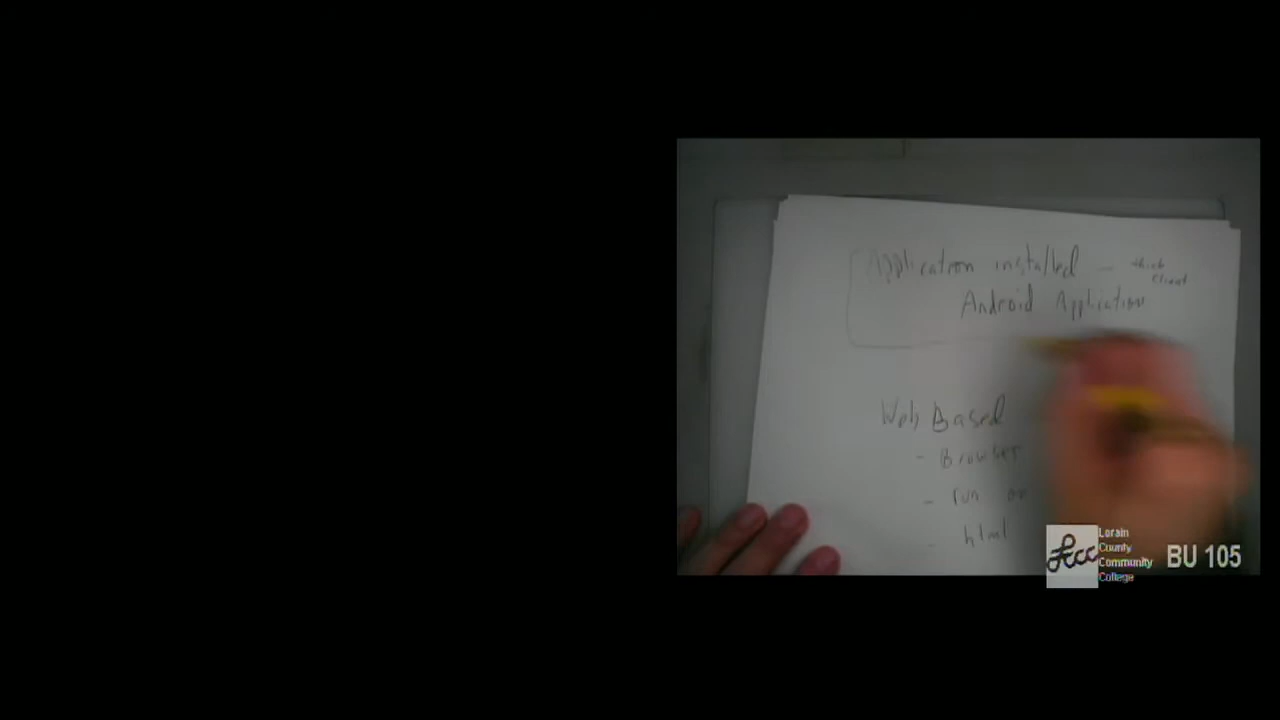 Application installed - thick
client
Android Application
Web Based
- Browser
- run on
- html
Lorain
County
Community
College
BU 105